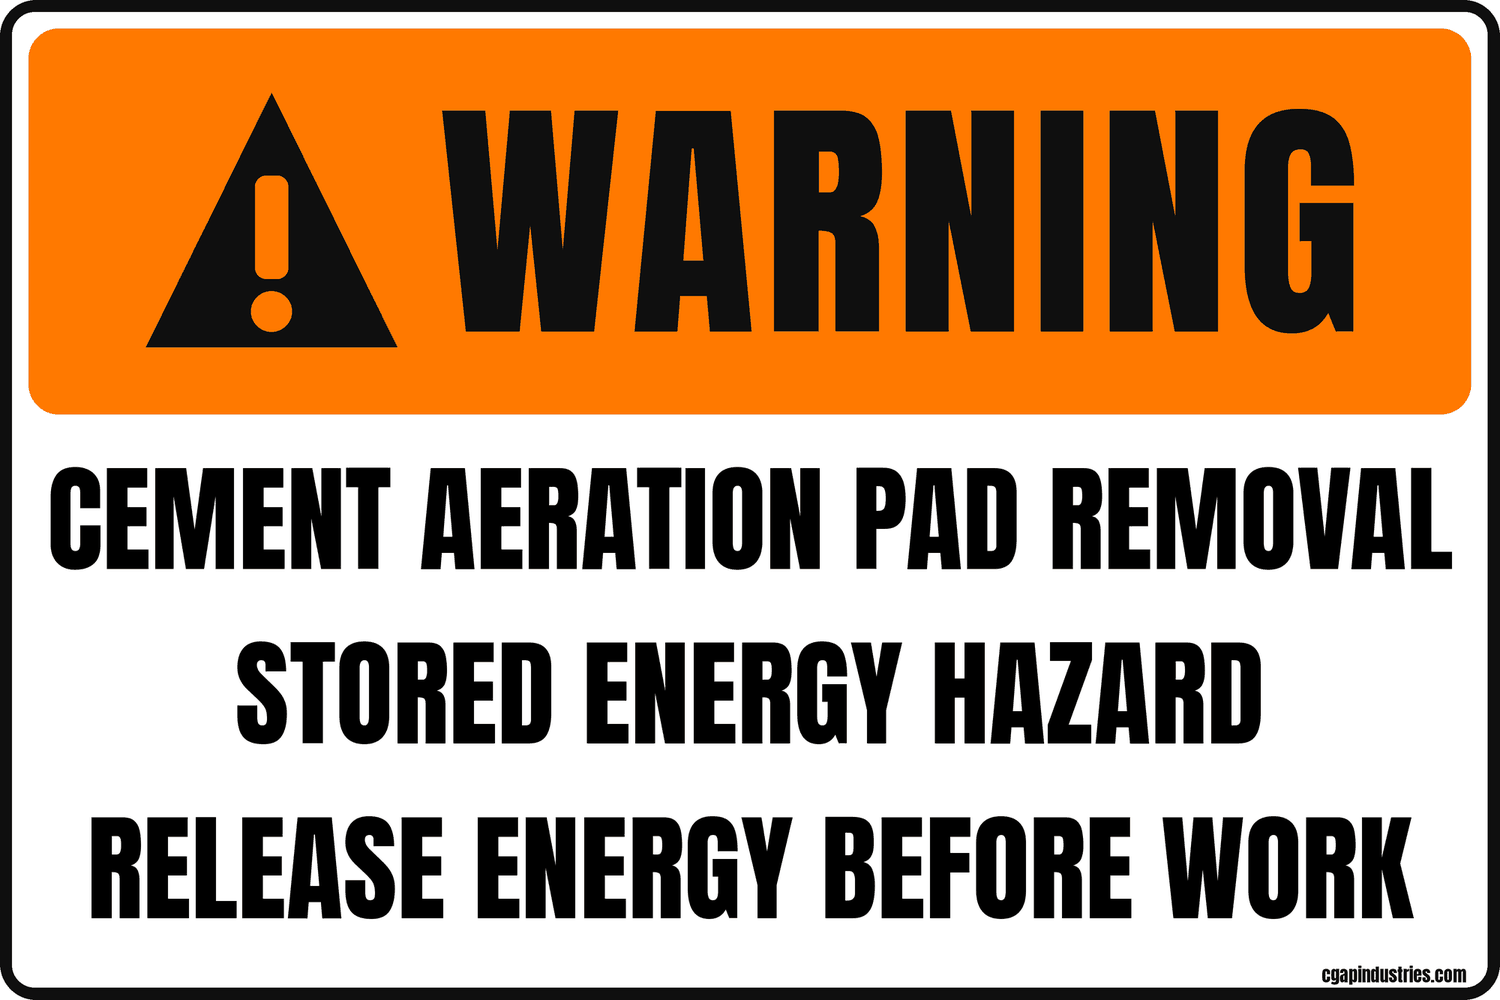 WARNING
CEMENT AERATION PAD REMOVAL
STORED ENERGY HAZARD
RELEASE ENERGY BEFORE WORK
cgapindustries.com